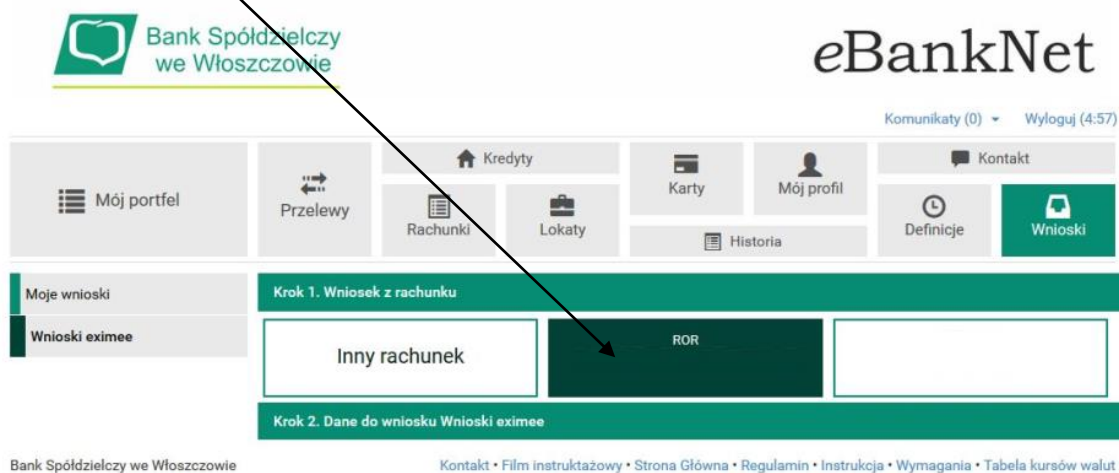 Bank Spółdzielczy
we Włoszczowie
eBankNet
Komunikaty (0) Wyloguj (4:57)
Mój portfel
Przelewy
Kredyty
Rachunki
Lokaty
Karty
Mój profil
Historia
Kontakt
Definicje
Wnioski
Moje wnioski
Wnioski eximee
Krok 1. Wniosek z rachunku
Inny rachunek
ROR
Krok 2. Dane do wniosku Wnioski eximee
Bank Spółdzielczy we Włoszczowie
Kontakt • Film instruktażowy • Strona Główna • Regulamin • Instrukcja • Wymagania • Tabela kursów walut